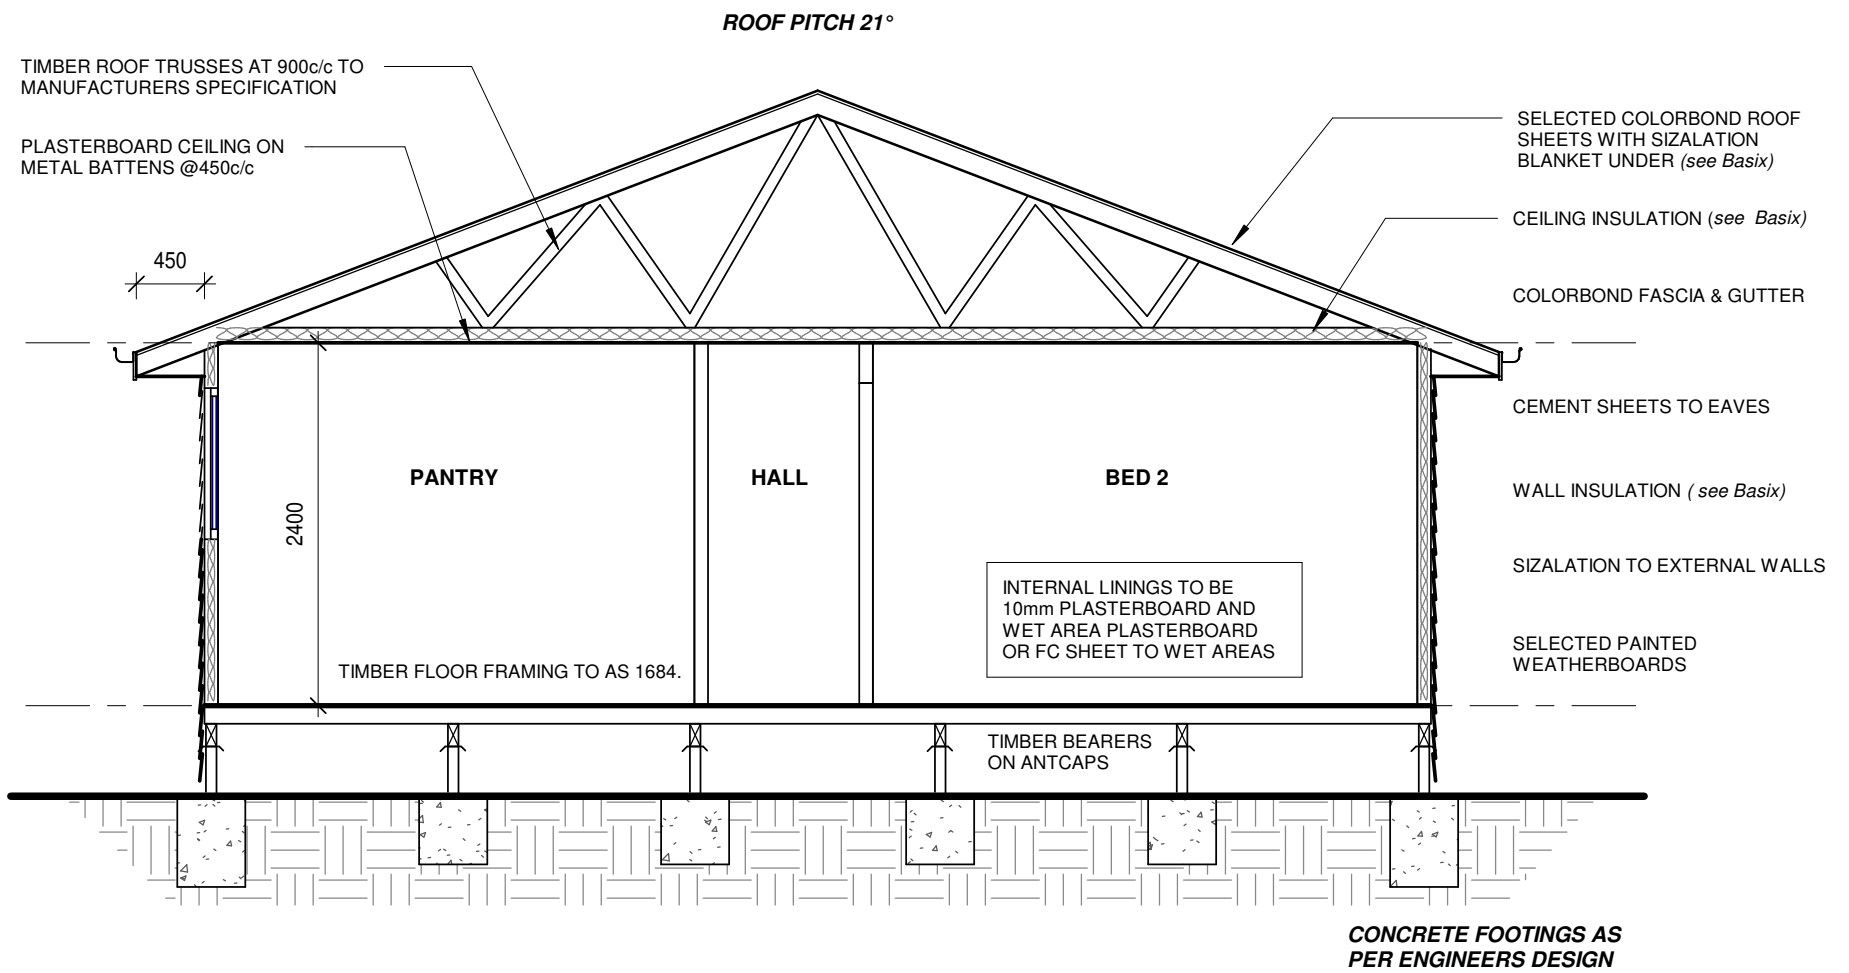 ROOF PITCH 21°
TIMBER ROOF TRUSSES AT 900c/c TO
MANUFACTURERS SPECIFICATION
PLASTERBOARD CEILING ON
METAL BATTENS @450c/c
450
SELECTED COLORBOND ROOF
SHEETS WITH SIZALATION
BLANKET UNDER (see Basix)
CEILING INSULATION (see Basix)
COLORBOND FASCIA & GUTTER
CEMENT SHEETS TO EAVES
WALL INSULATION ( see Basix)
SIZALATION TO EXTERNAL WALLS
SELECTED PAINTED
WEATHERBOARDS
PANTRY
HALL
BED 2
2400
INTERNAL LININGS TO BE
10mm PLASTERBOARD AND
WET AREA PLASTERBOARD
OR FC SHEET TO WET AREAS
TIMBER FLOOR FRAMING TO AS 1684.
TIMBER BEARERS
ON ANTCAPS
CONCRETE FOOTINGS AS
PER ENGINEERS DESIGN